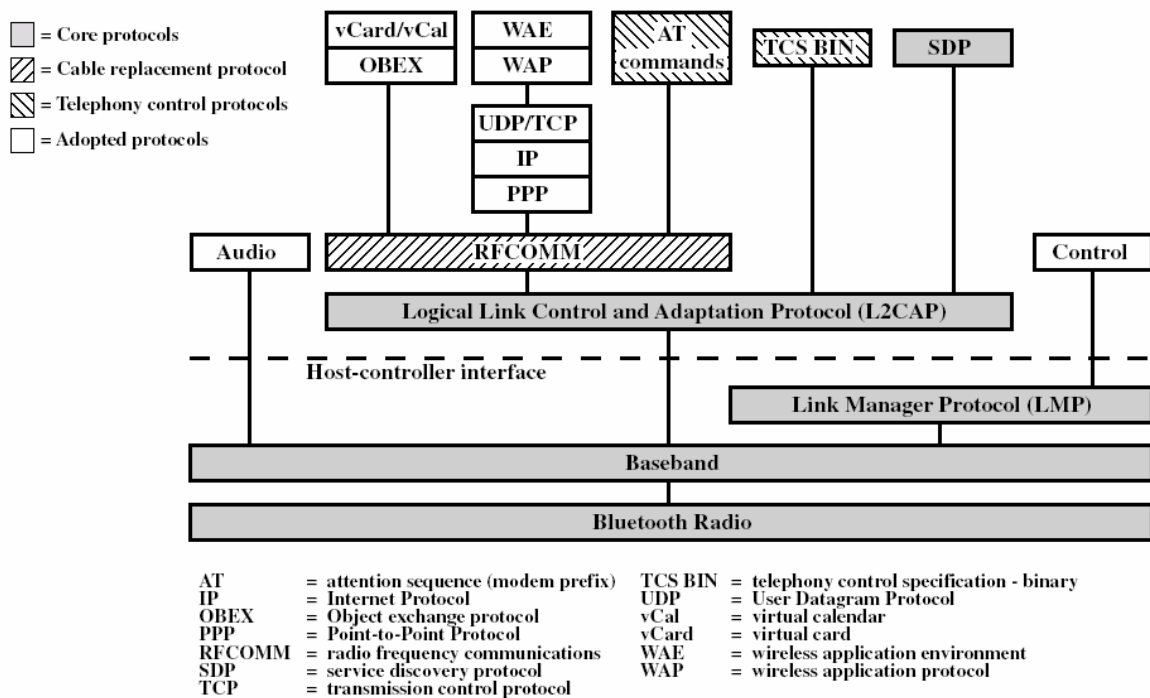 = Core protocols
= Cable replacement protocol
= Telephony control protocols
= Adopted protocols
vCard/vCal
OBEX
WAE
WAP
UDP/TCP
IP
PPP
AT
commands
TCS BIN
SDP
Audio
RFCOMM
Control
Logical Link Control and Adaptation Protocol (L2CAP)
Host-controller interface
Link Manager Protocol (LMP)
Baseband
Bluetooth Radio
AT = attention sequence (modem prefix)
IP = Internet Protocol
OBEX = Object exchange protocol
PPP = Point-to-Point Protocol
RFCOMM = radio frequency communications
SDP = service discovery protocol
TCP = transmission control protocol
TCS BIN = telephony control specification - binary
UDP = User Datagram Protocol
vCal = virtual calendar
vCard = virtual card
WAE = wireless application environment
WAP = wireless application protocol